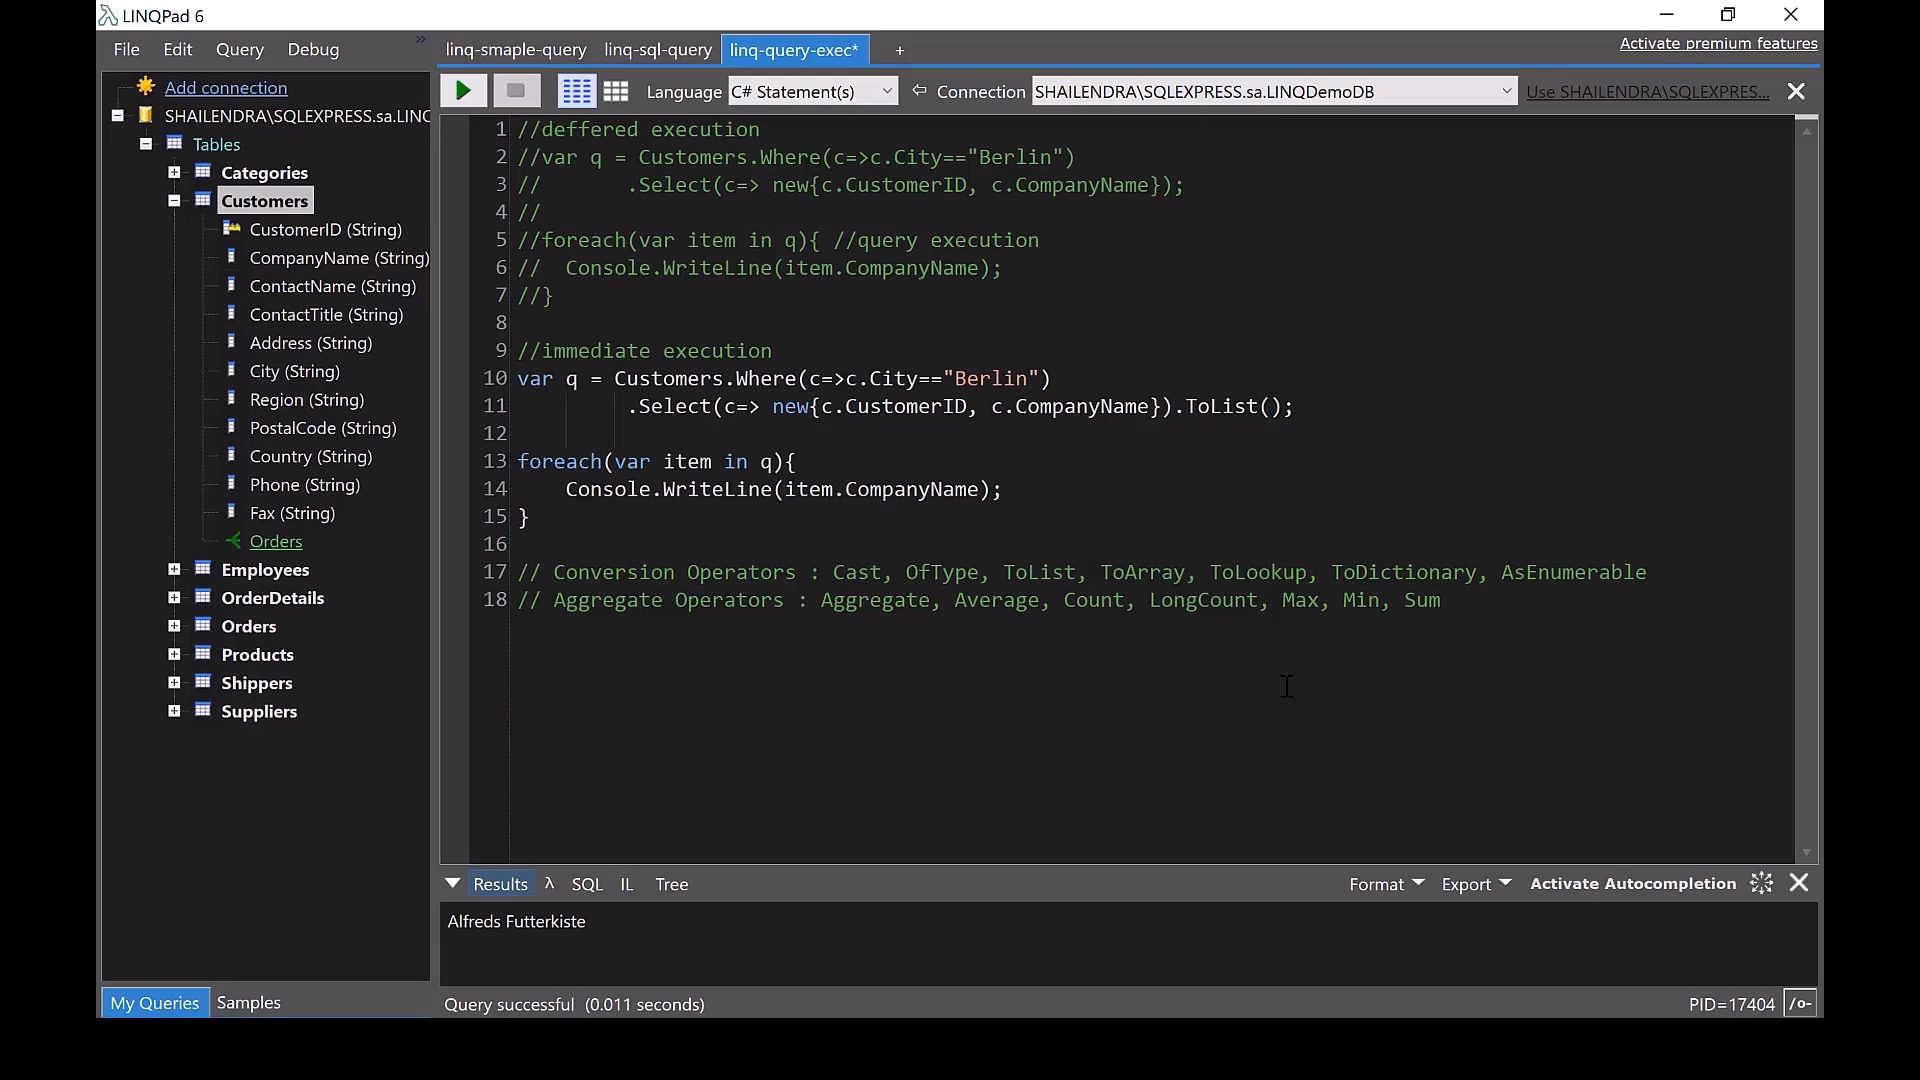 LINQPad 6
File Edit Query Debug »
linq-smaple-query linq-sql-query linq-query-exec* +
Activate premium features
Language C# Statement(s) Connection SHAILENDRA\SQLEXPRESS.sa.LINQDemoDB Use SHAILENDRA\SQLEXPRES...
Add connection
SHAILENDRA\SQLEXPRESS.sa.LINQ
Tables
Categories
Customers
CustomerID (String)
CompanyName (String)
ContactName (String)
ContactTitle (String)
Address (String)
City (String)
Region (String)
PostalCode (String)
Country (String)
Phone (String)
Fax (String)
Orders
Employees
OrderDetails
Orders
Products
Shippers
Suppliers
My Queries Samples
1 //deffered execution
2 //var q = Customers.Where(c=>c.City=="Berlin")
3 // .Select(c=> new{c.CustomerID, c.CompanyName});
4 //
5 //foreach(var item in q){ //query execution
6 // Console.WriteLine(item.CompanyName);
7 //}
8
9 //immediate execution
10 var q = Customers.Where(c=>c.City=="Berlin")
11 .Select(c=> new{c.CustomerID, c.CompanyName}).ToList();
12
13 foreach(var item in q){
14 Console.WriteLine(item.CompanyName);
15 }
16
17 // Conversion Operators : Cast, OfType, ToList, ToArray, ToLookup, ToDictionary, AsEnumerable
18 // Aggregate Operators : Aggregate, Average, Count, LongCount, Max, Min, Sum
Results λ SQL IL Tree Format Export Activate Autocompletion
Alfreds Futterkiste
Query successful (0.011 seconds) PID=17404 /o-